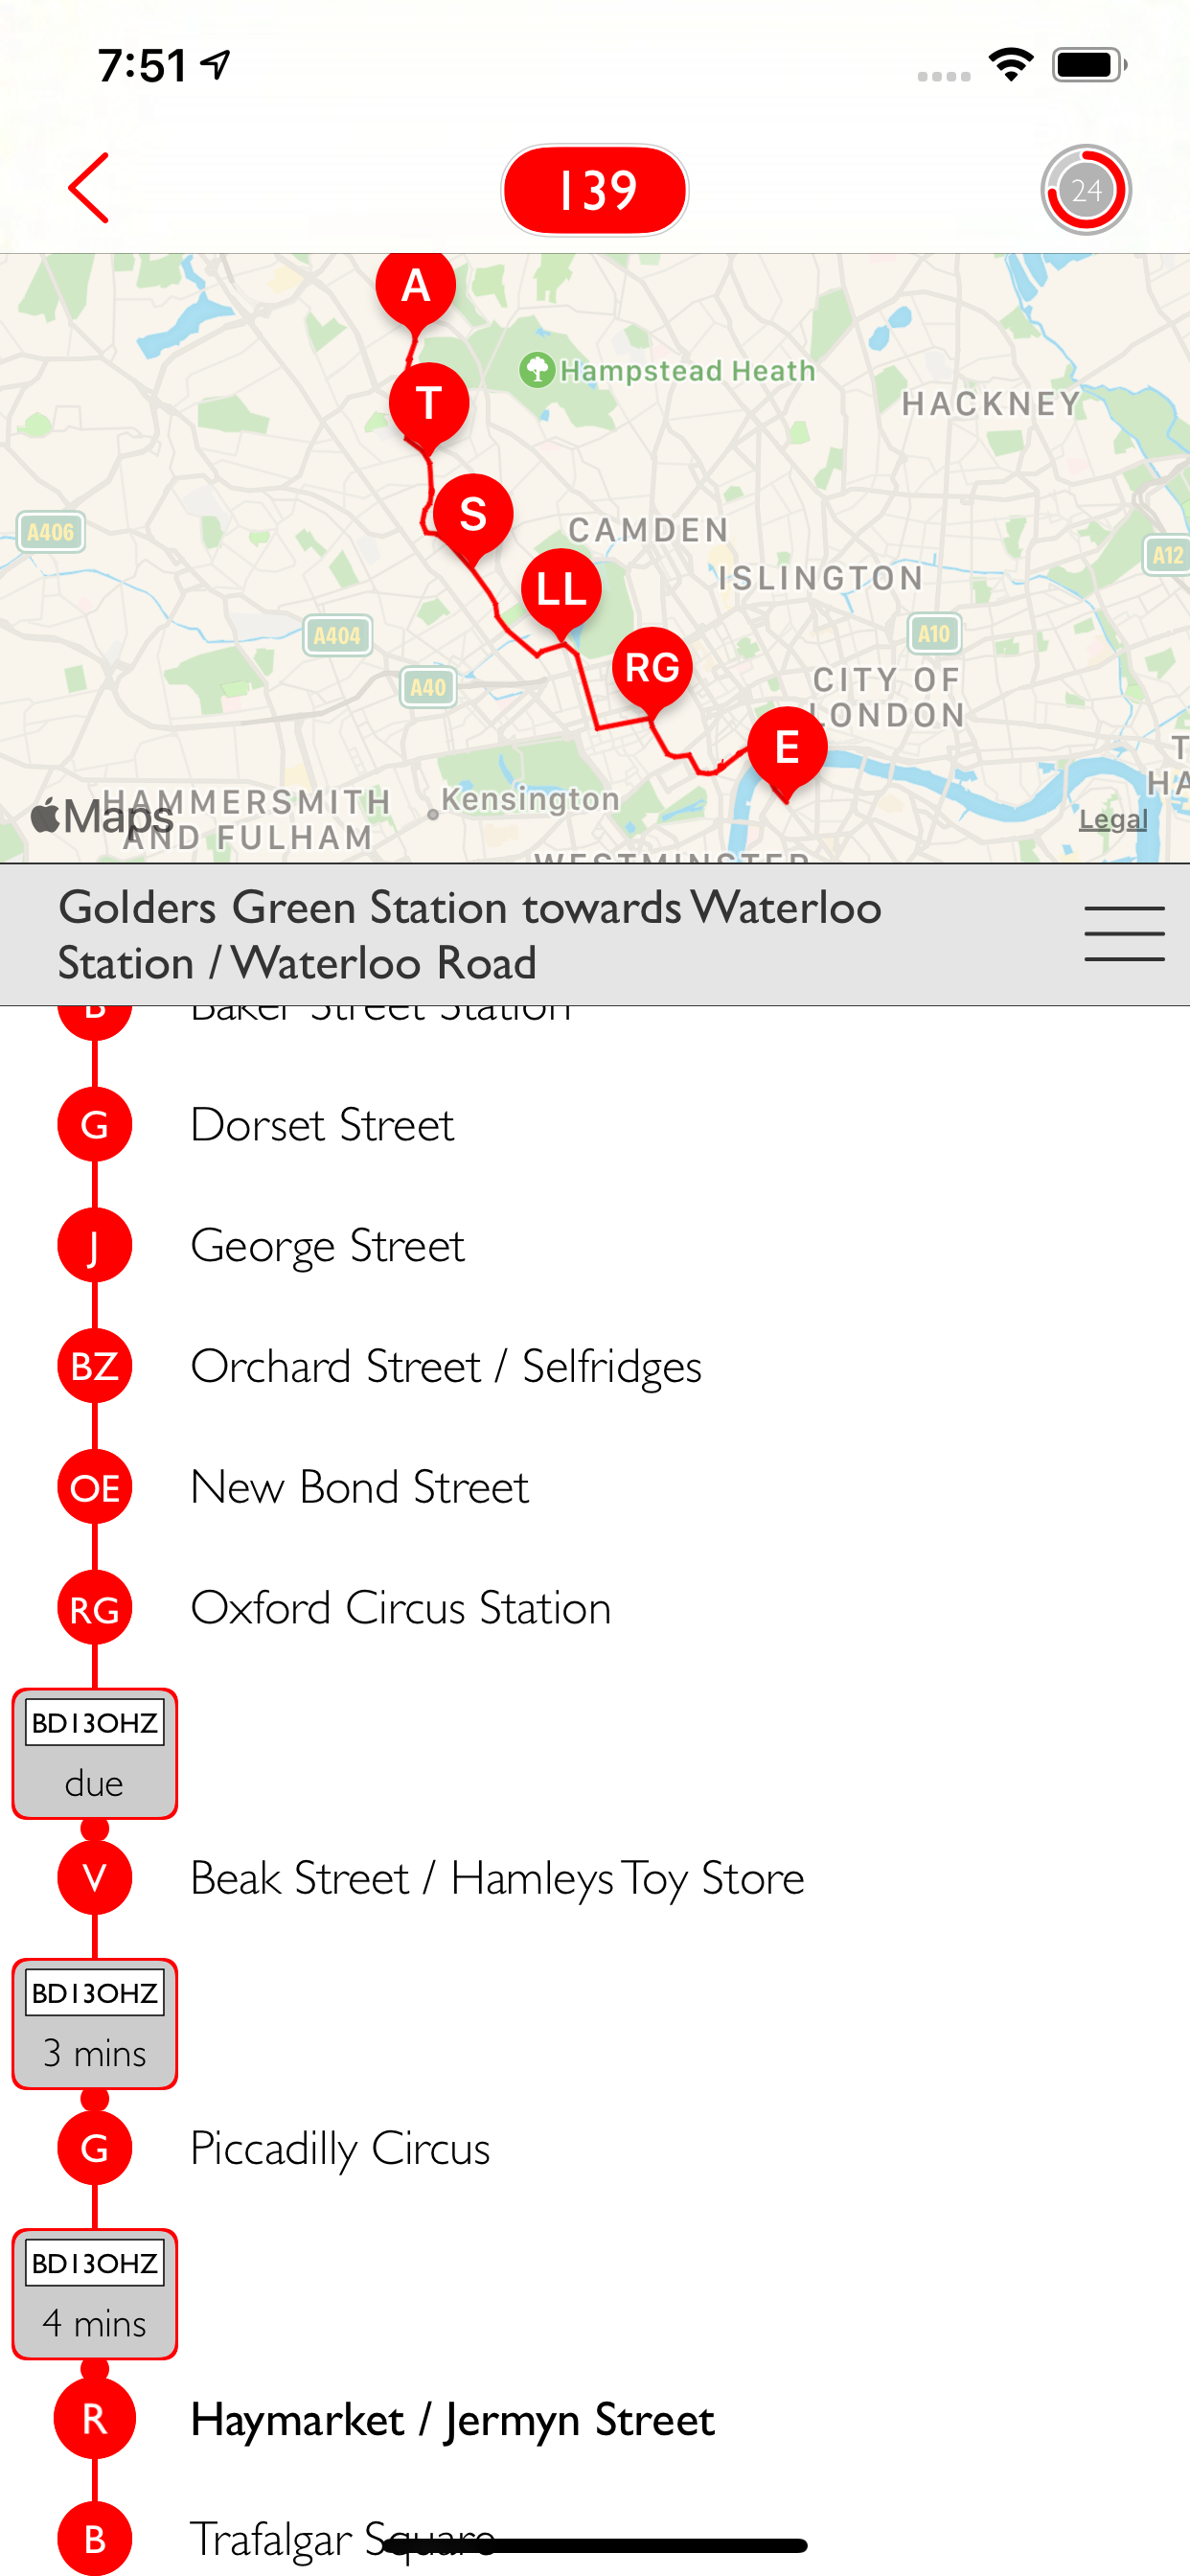 7:51
139
24
A
T
Hampstead Heath
HACKNEY
S
CAMDEN
A406
A12
ISLINGTON
LL
A404
A10
RG
A40
CITY OF
LONDON
E
T
HA
HAMMERSMITH
AND FULHAM
Maps
Kensington
Legal
WESTMINSTER
Golders Green Station towards Waterloo
Station / Waterloo Road
B Baker Street Station
G Dorset Street
J George Street
BZ Orchard Street / Selfridges
OE New Bond Street
RG Oxford Circus Station
BD13OHZ
due
V Beak Street / Hamleys Toy Store
BD13OHZ
3 mins
G Piccadilly Circus
BD13OHZ
4 mins
R Haymarket / Jermyn Street
B Trafalgar Square